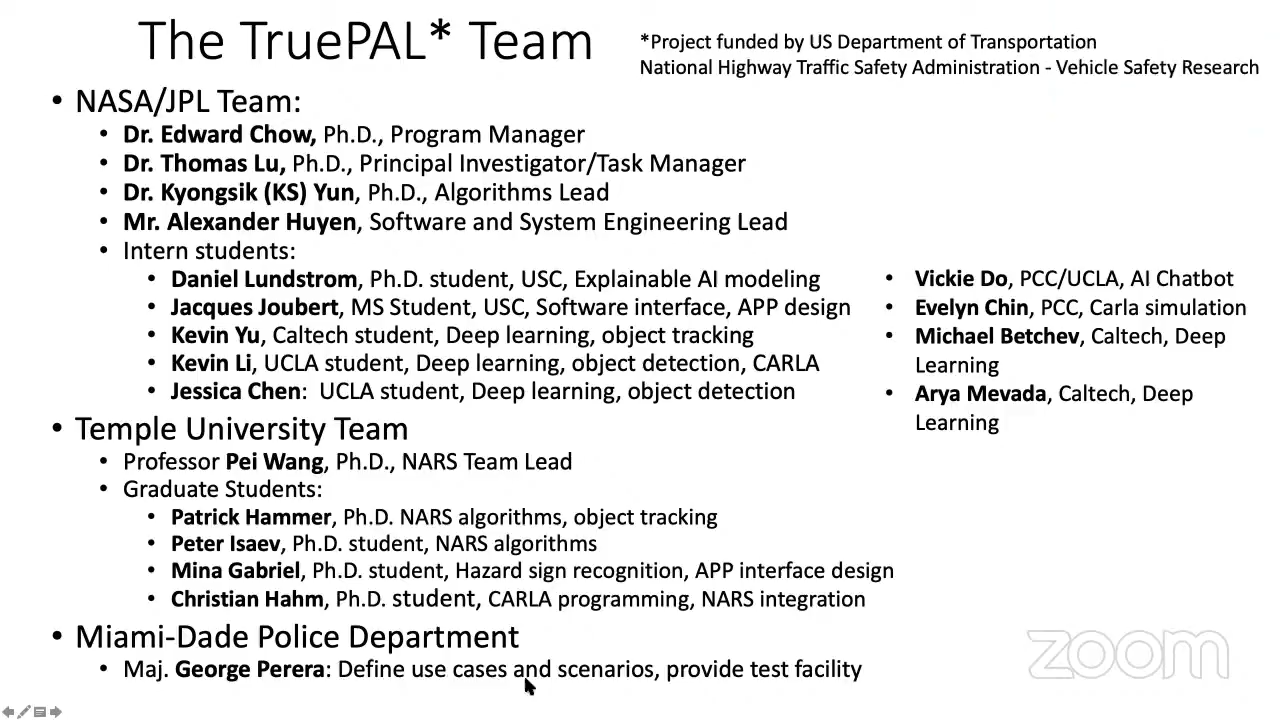 The TruePAL* Team
*Project funded by US Department of Transportation
National Highway Traffic Safety Administration - Vehicle Safety Research
• NASA/JPL Team:
• Dr. Edward Chow, Ph.D., Program Manager
• Dr. Thomas Lu, Ph.D., Principal Investigator/Task Manager
• Dr. Kyongsik (KS) Yun, Ph.D., Algorithms Lead
• Mr. Alexander Huyen, Software and System Engineering Lead
• Intern students:
• Daniel Lundstrom, Ph.D. student, USC, Explainable AI modeling
• Jacques Joubert, MS Student, USC, Software interface, APP design
• Kevin Yu, Caltech student, Deep learning, object tracking
• Kevin Li, UCLA student, Deep learning, object detection, CARLA
• Jessica Chen: UCLA student, Deep learning, object detection
• Vickie Do, PCC/UCLA, AI Chatbot
• Evelyn Chin, PCC, Carla simulation
• Michael Betchev, Caltech, Deep
Learning
• Arya Mevada, Caltech, Deep
Learning
• Temple University Team
• Professor Pei Wang, Ph.D., NARS Team Lead
• Graduate Students:
• Patrick Hammer, Ph.D. NARS algorithms, object tracking
• Peter Isaev, Ph.D. student, NARS algorithms
• Mina Gabriel, Ph.D. student, Hazard sign recognition, APP interface design
• Christian Hahm, Ph.D. student, CARLA programming, NARS integration
• Miami-Dade Police Department
• Maj. George Perera: Define use cases and scenarios, provide test facility
zoom